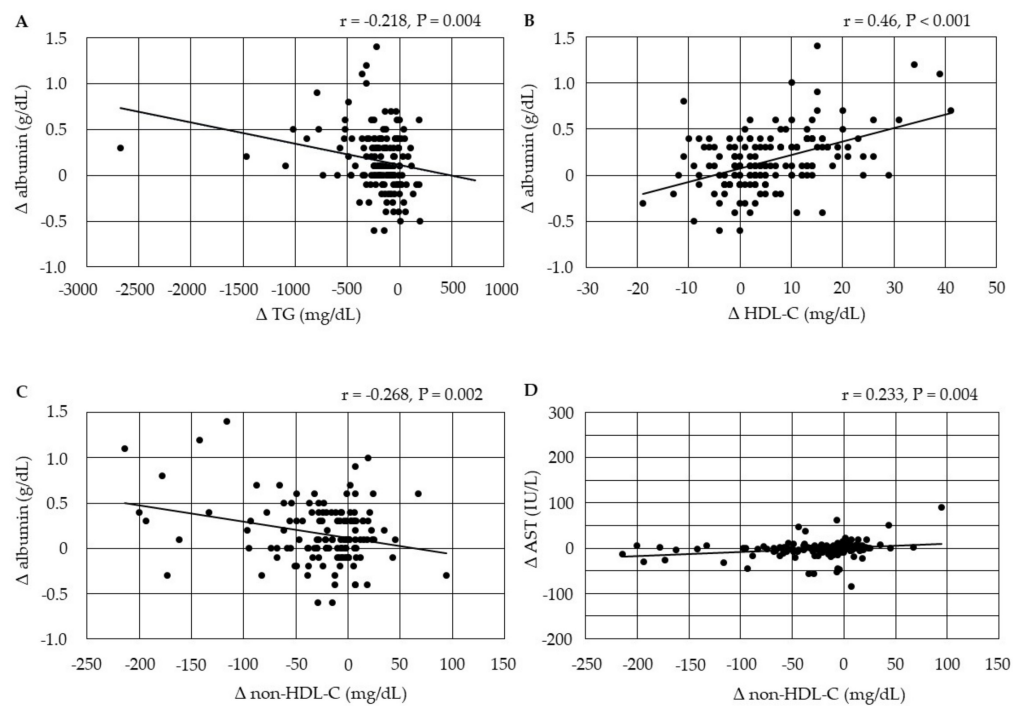 A
r = -0.218, P = 0.004
1.5
1.0
0.5
0
-0.5
-1.0
Δ albumin (g/dL)
-3000 -2500 -2000 -1500 -1000 -500 0 500 1000
Δ TG (mg/dL)
B
r = 0.46, P < 0.001
1.5
1.0
0.5
0
-0.5
-1.0
Δ albumin (g/dL)
-30 -20 -10 0 10 20 30 40 50
Δ HDL-C (mg/dL)
C
r = -0.268, P = 0.002
1.5
1.0
0.5
0
-0.5
-1.0
Δ albumin (g/dL)
-250 -200 -150 -100 -50 0 50 100 150
Δ non-HDL-C (mg/dL)
D
r = 0.233, P = 0.004
300
200
100
0
-100
-200
Δ AST (IU/L)
-250 -200 -150 -100 -50 0 50 100 150
Δ non-HDL-C (mg/dL)